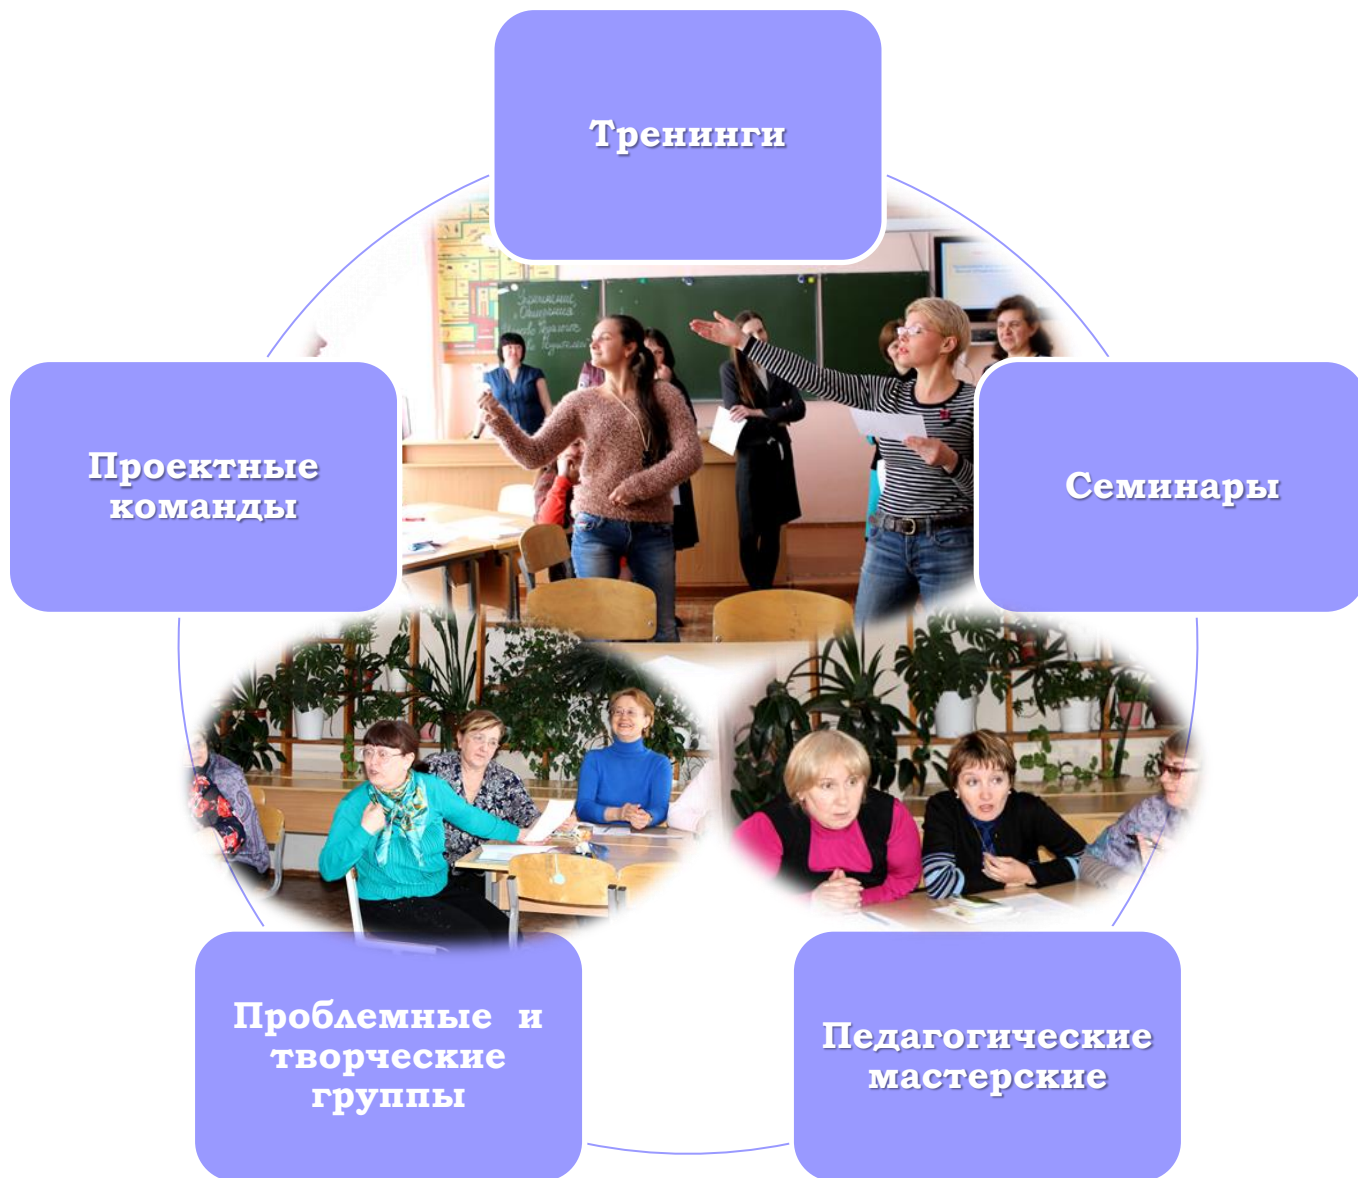 Тренинги
Проектные
команды
Семинары
Проблемные и
творческие
группы
Педагогические
мастерские